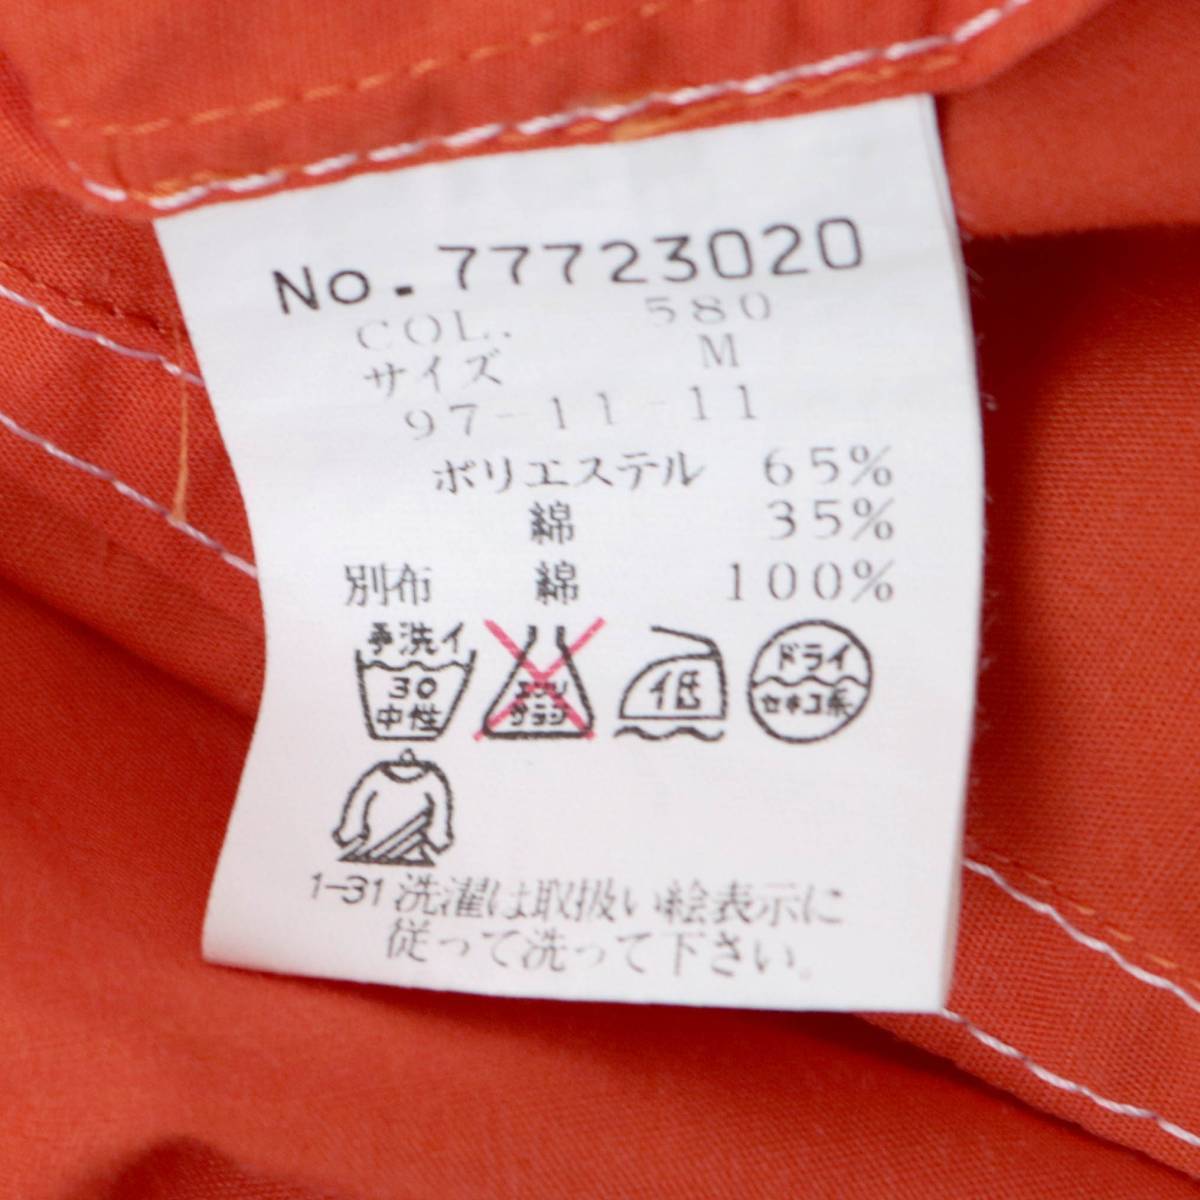 No. 77723020
COL. 580
サイズ M
97-11-11
ポリエステル 65%
綿 35%
別布 綿 100%
手洗イ
30
中性
エンソ
サラシ
低
ドライ
セキユ系
1-31 洗濯は取扱い絵表示に
従って洗って下さい。